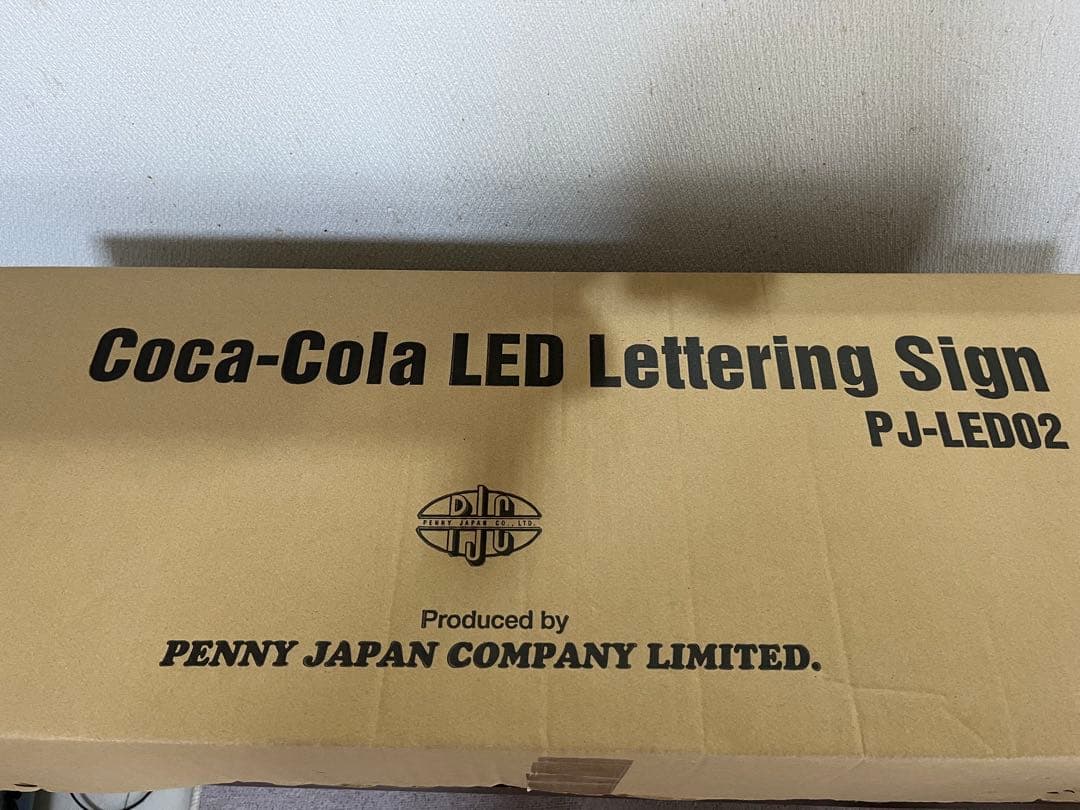 Coca-Cola LED Lettering Sign
PJ-LED02
PJC
PENNY JAPAN CO., LTD.
Produced by
PENNY JAPAN COMPANY LIMITED.